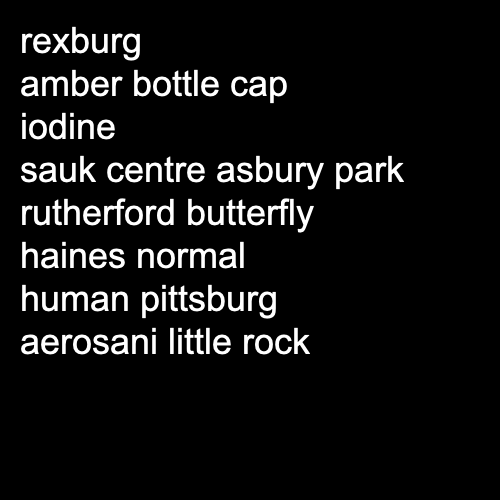 rexburg
amber bottle cap
iodine
sauk centre asbury park
rutherford butterfly
haines normal
human pittsburg
aerosani little rock